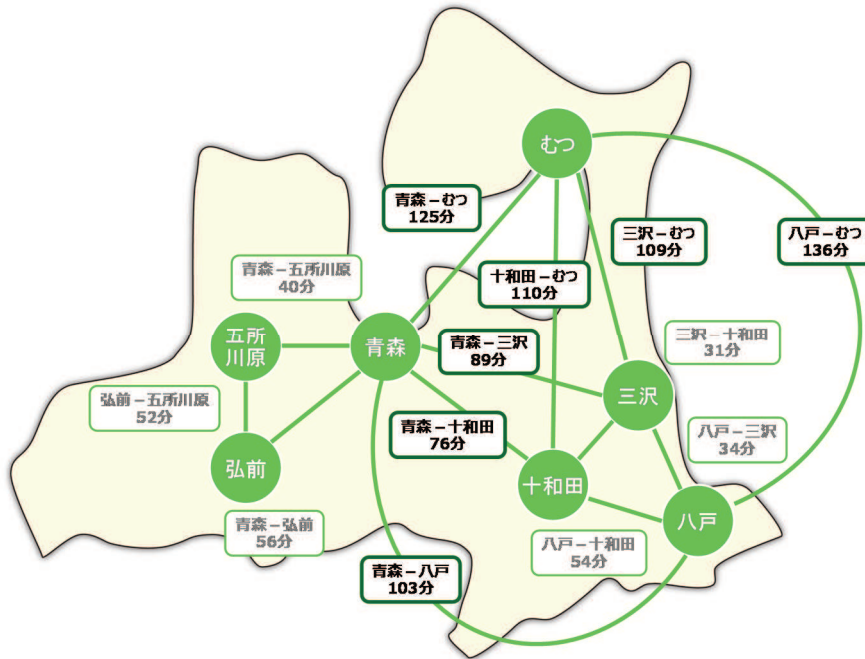 むつ
青森－むつ
125分
三沢－むつ
109分
八戸－むつ
136分
青森－五所川原
40分
十和田－むつ
110分
五所
川原
青森
青森－三沢
89分
三沢－十和田
31分
三沢
弘前－五所川原
52分
青森－十和田
76分
八戸－三沢
34分
弘前
十和田
八戸
青森－弘前
56分
八戸－十和田
54分
青森－八戸
103分